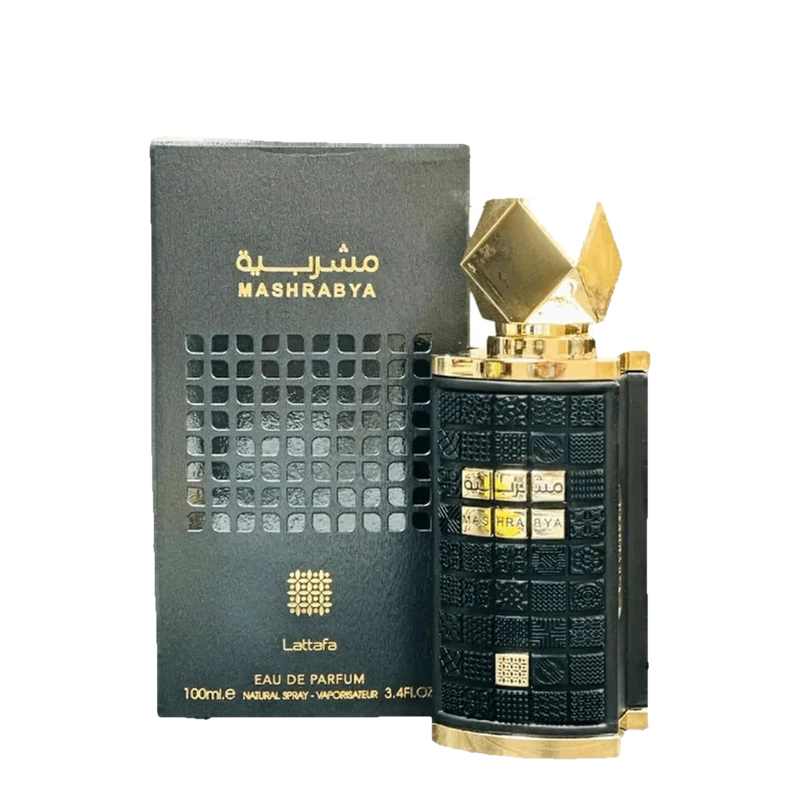 مشربية
MASHRABYA
Lattafa
EAU DE PARFUM
100ml.e NATURAL SPRAY - VAPORISATEUR 3.4FL.OZ
مشربية
MASHRABYA